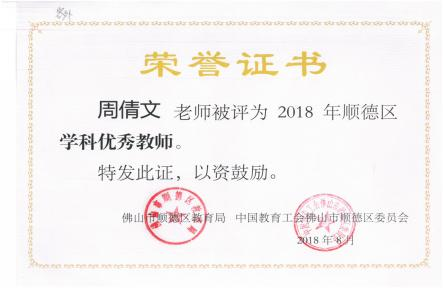 荣誉证书
周倩文 老师被评为 2018 年顺德区
学科优秀教师。
特发此证，以资鼓励。
佛山市顺德区教育局 中国教育工会佛山市顺德区委员会
2018 年 8 月